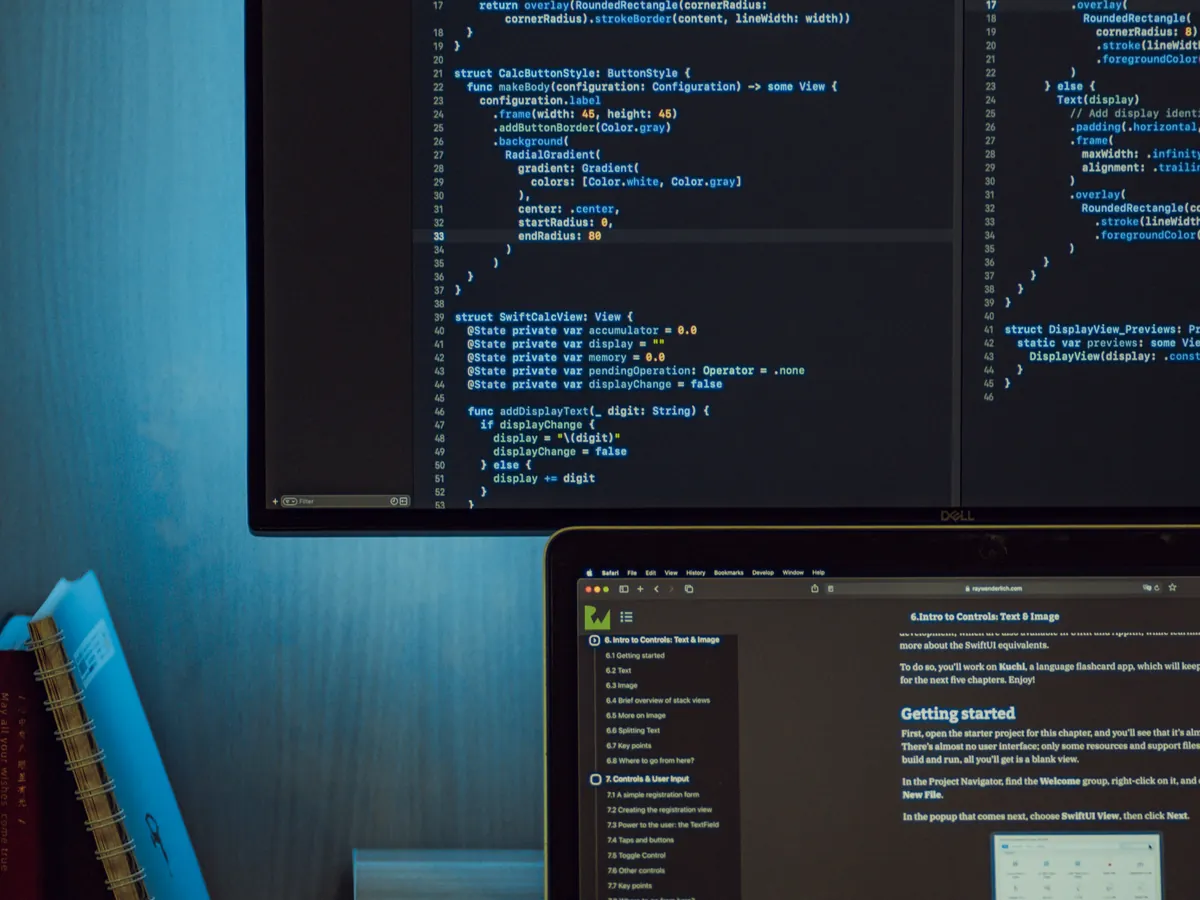 17 return overlay(RoundedRectangle(cornerRadius:
cornerRadius).strokeBorder(content, lineWidth: width))
18 }
19 }
20
21 struct CalcButtonStyle: ButtonStyle {
22 func makeBody(configuration: Configuration) -> some View {
23 configuration.label
24 .frame(width: 45, height: 45)
25 .addButtonBorder(Color.gray)
26 .background(
27 RadialGradient(
28 gradient: Gradient(
29 colors: [Color.white, Color.gray]
30 ),
31 center: .center,
32 startRadius: 0,
33 endRadius: 80
34 )
35 )
36 }
37 }
38
39 struct SwiftCalcView: View {
40 @State private var accumulator = 0.0
41 @State private var display = ""
42 @State private var memory = 0.0
43 @State private var pendingOperation: Operator = .none
44 @State private var displayChange = false
45
46 func addDisplayText(_ digit: String) {
47 if displayChange {
48 display = "\(digit)"
49 displayChange = false
50 } else {
51 display += digit
52 }
53 }
17 .overlay(
18 RoundedRectangle(
19 cornerRadius: 8)
20 .stroke(lineWidt
21 .foregroundColor
22 )
23 } else {
24 Text(display)
25 // Add display identi
26 .padding(.horizontal,
27 .frame(
28 maxWidth: .infinity
29 alignment: .trailin
30 )
31 .overlay(
32 RoundedRectangle(co
33 .stroke(lineWidth
34 .foregroundColor(
35 )
36 }
37 }
38 }
39 }
40
41 struct DisplayView_Previews: Pr
42 static var previews: some Vie
43 DisplayView(display: .const
44 }
45 }
46
Filter
DELL
Safari File Edit View History Bookmarks Develop Window Help
raywenderlich.com
6.Intro to Controls: Text & Image
6. Intro to Controls: Text & Image
6.1 Getting started
6.2 Text
6.3 Image
6.4 Brief overview of stack views
6.5 More on Image
6.6 Splitting Text
6.7 Key points
6.8 Where to go from here?
7. Controls & User Input
7.1 A simple registration form
7.2 Creating the registration view
7.3 Power to the user: the TextField
7.4 Taps and buttons
7.5 Toggle Control
7.6 Other controls
7.7 Key points
more about the SwiftUI equivalents.
To do so, you'll work on Kuchi, a language flashcard app, which will keep
for the next five chapters. Enjoy!
Getting started
First, open the starter project for this chapter, and you'll see that it's alm
There's almost no user interface; only some resources and support files
build and run, all you'll get is a blank view.
In the Project Navigator, find the Welcome group, right-click on it, and
New File.
In the popup that comes next, choose SwiftUI View, then click Next.
May all your wishes come true